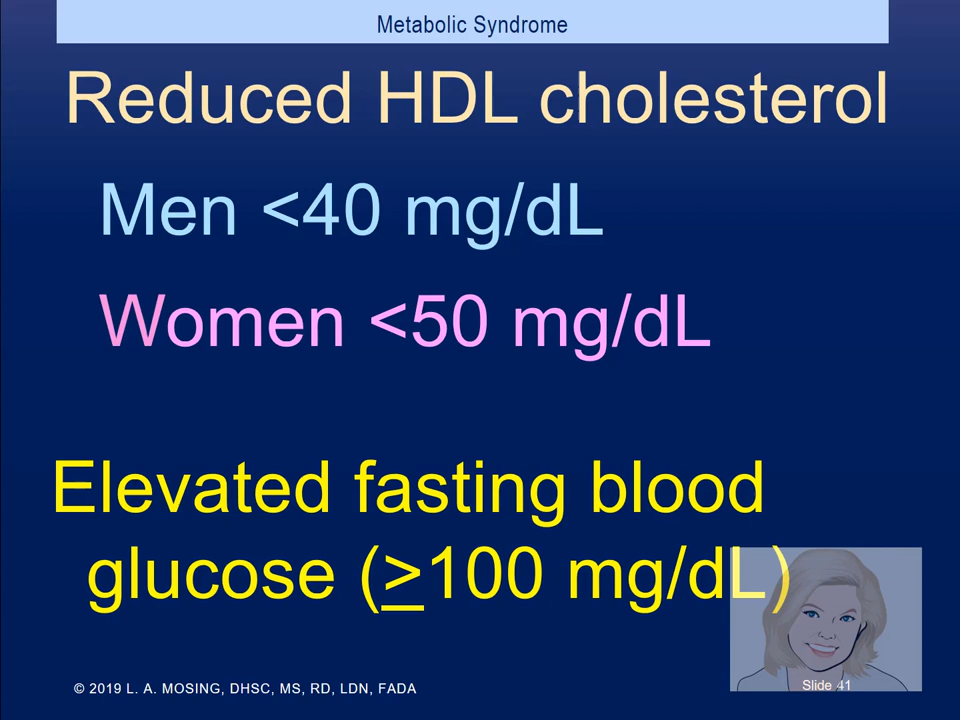 Metabolic Syndrome
Reduced HDL cholesterol
Men <40 mg/dL
Women <50 mg/dL
Elevated fasting blood
glucose (≥100 mg/dL)
© 2019 L. A. MOSING, DHSC, MS, RD, LDN, FADA
Slide 41